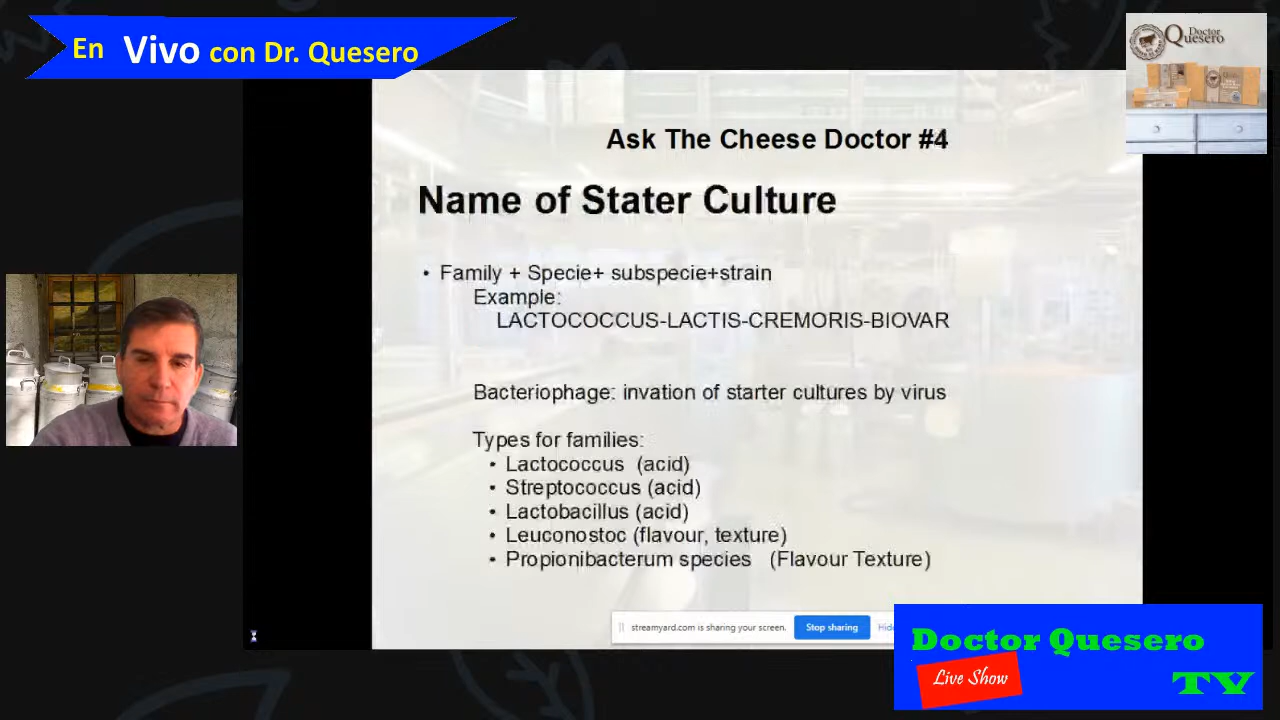 En Vivo con Dr. Quesero
Doctor
Quesero
Ask The Cheese Doctor #4
Name of Stater Culture
• Family + Specie+ subspecie+strain
Example:
LACTOCOCCUS-LACTIS-CREMORIS-BIOVAR
Bacteriophage: invation of starter cultures by virus
Types for families:
• Lactococcus (acid)
• Streptococcus (acid)
• Lactobacillus (acid)
• Leuconostoc (flavour, texture)
• Propionibacterum species (Flavour Texture)
streamyard.com is sharing your screen. Stop sharing
Doctor Quesero
Live Show
TV